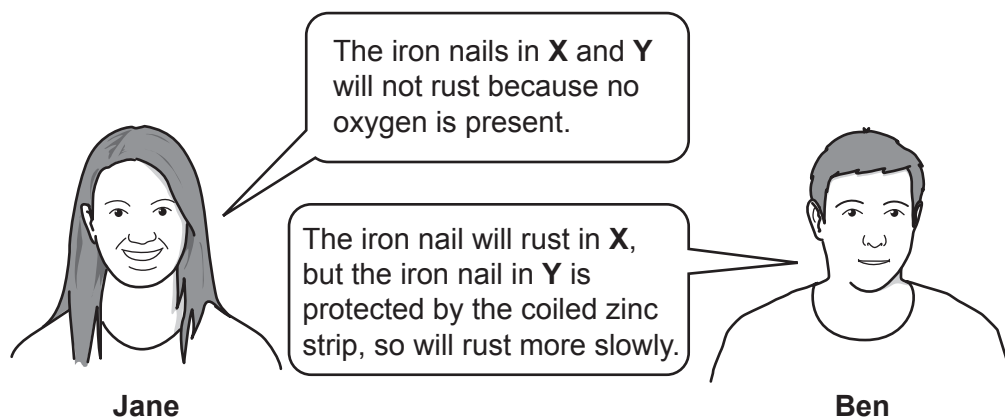 The iron nails in X and Y
will not rust because no
oxygen is present.
The iron nail will rust in X,
but the iron nail in Y is
protected by the coiled zinc
strip, so will rust more slowly.
Jane
Ben